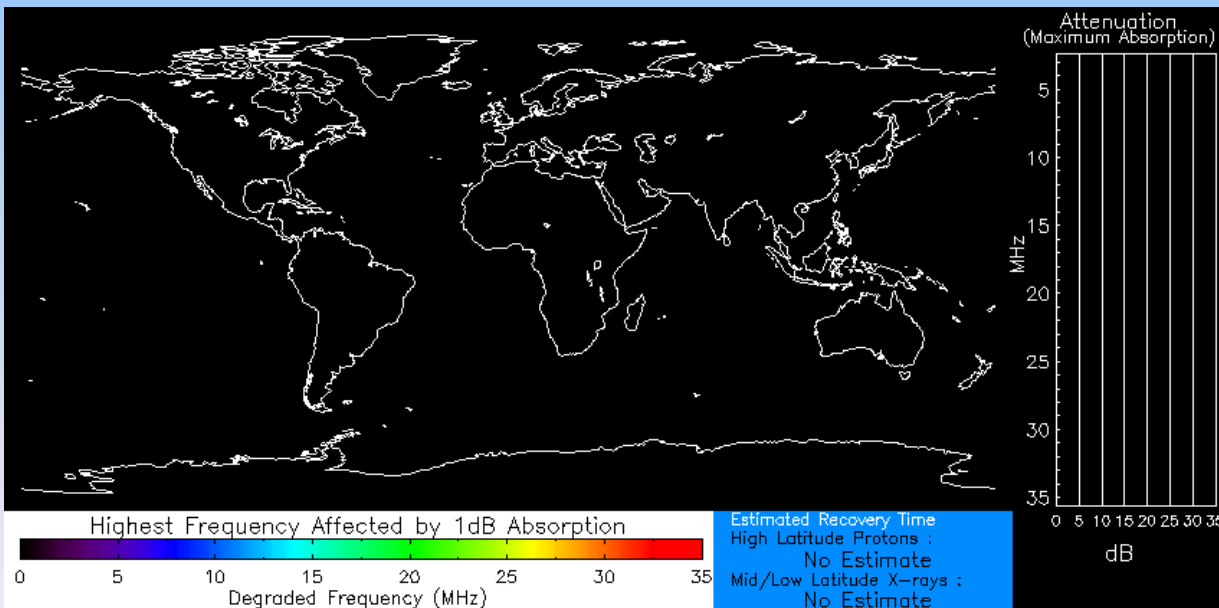 Attenuation
(Maximum Absorption)
5
10
15
20
25
30
35
MHz
0 5 10 15 20 25 30 35
dB
Highest Frequency Affected by 1dB Absorption
0 5 10 15 20 25 30 35
Degraded Frequency (MHz)
Estimated Recovery Time
High Latitude Protons :
No Estimate
Mid/Low Latitude X-rays :
No Estimate